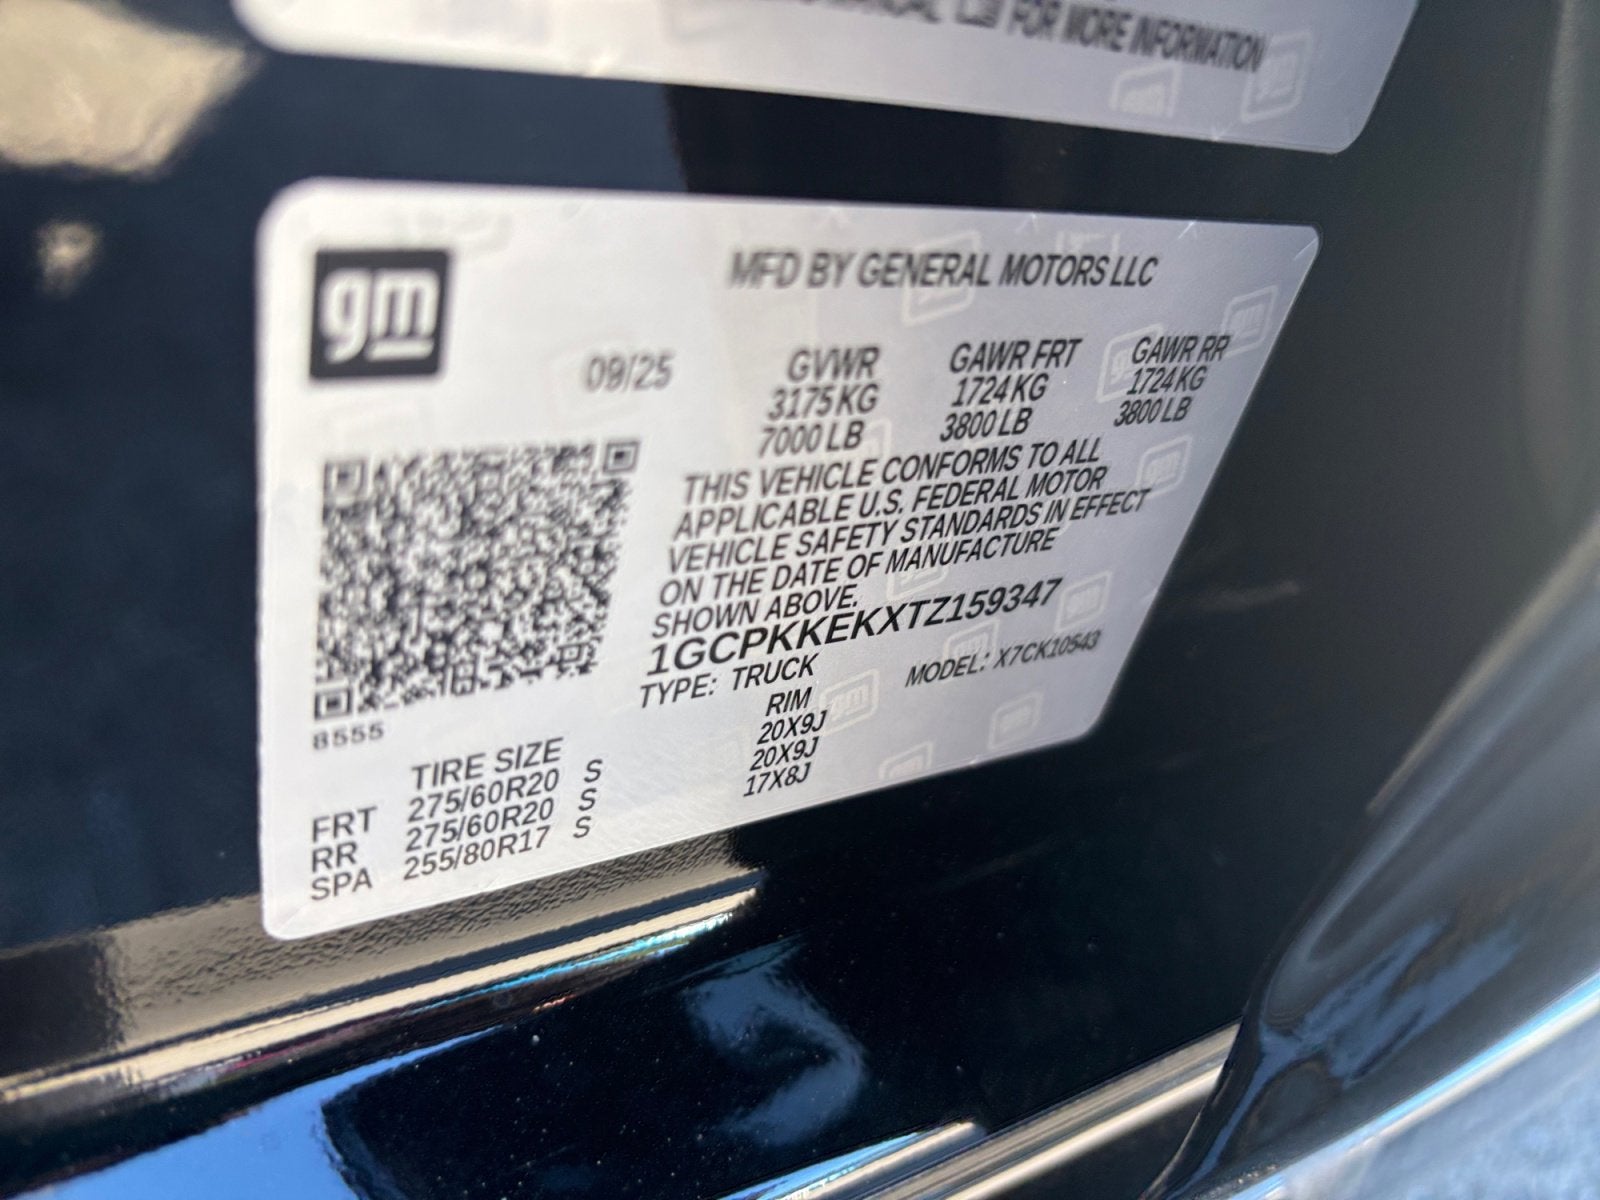 MANUAL FOR MORE INFORMATION
gm
MFD BY GENERAL MOTORS LLC
09/25
GVWR GAWR FRT GAWR RR
3175 KG 1724 KG 1724 KG
7000 LB 3800 LB 3800 LB
THIS VEHICLE CONFORMS TO ALL
APPLICABLE U.S. FEDERAL MOTOR
VEHICLE SAFETY STANDARDS IN EFFECT
ON THE DATE OF MANUFACTURE
SHOWN ABOVE.
1GCPKKEKXTZ159347
TYPE: TRUCK MODEL: X7CK10543
8555
TIRE SIZE RIM
FRT 275/60R20 S 20X9J
RR 275/60R20 S 20X9J
SPA 255/80R17 S 17X8J